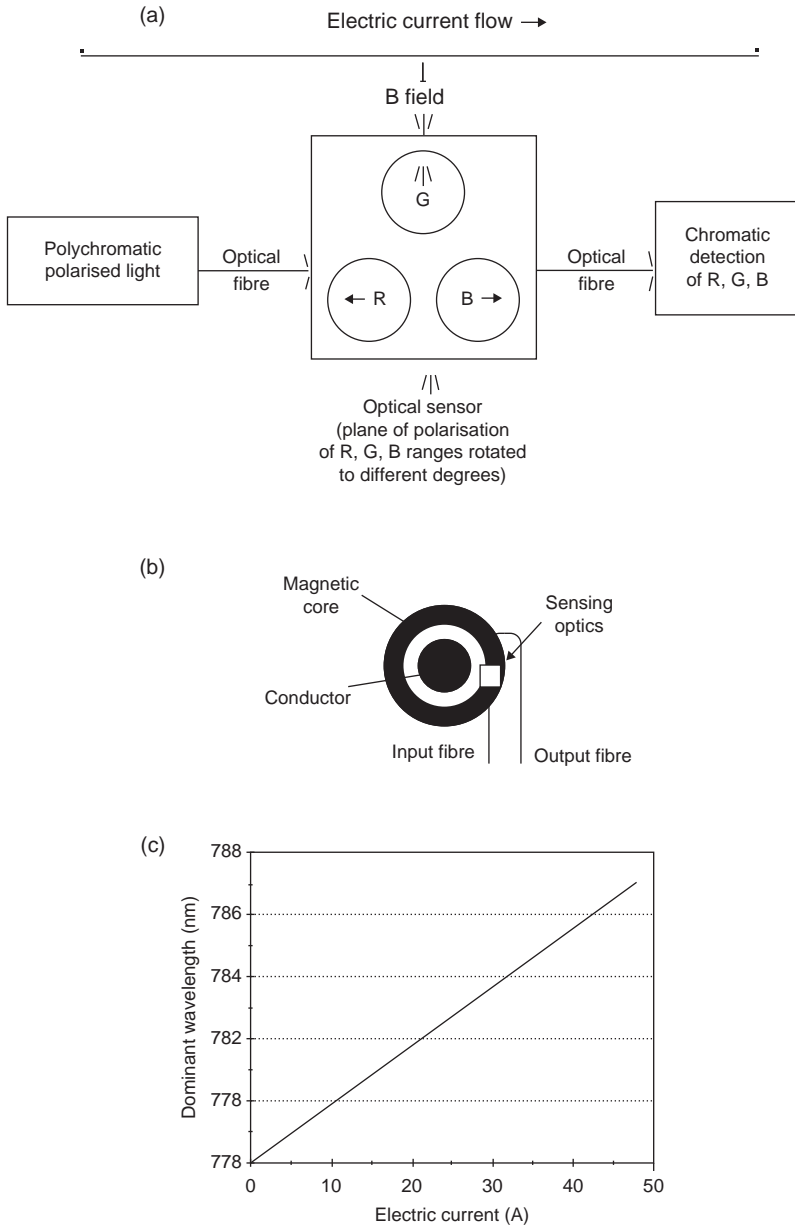 (a)
Electric current flow
B field
G
Polychromatic
polarised light
Optical
fibre
R
B
Optical
fibre
Chromatic
detection
of R, G, B
Optical sensor
(plane of polarisation
of R, G, B ranges rotated
to different degrees)
(b)
Magnetic
core
Sensing
optics
Conductor
Input fibre
Output fibre
(c)
788
786
784
782
778
778
Dominant wavelength (nm)
0
10
20
30
40
50
Electric current (A)